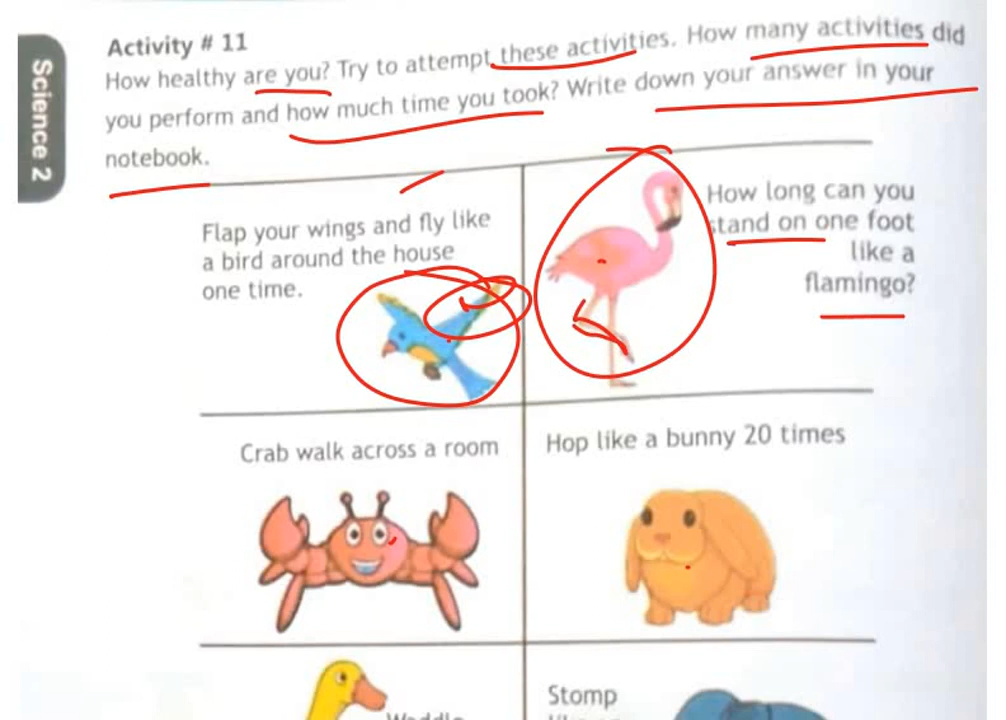 Science 2
Activity # 11
How healthy are you? Try to attempt these activities. How many activities did
you perform and how much time you took? Write down your answer in your
notebook.
Flap your wings and fly like
a bird around the house
one time.
How long can you
stand on one foot
like a
flamingo?
Crab walk across a room
Hop like a bunny 20 times
Waddle
Stomp